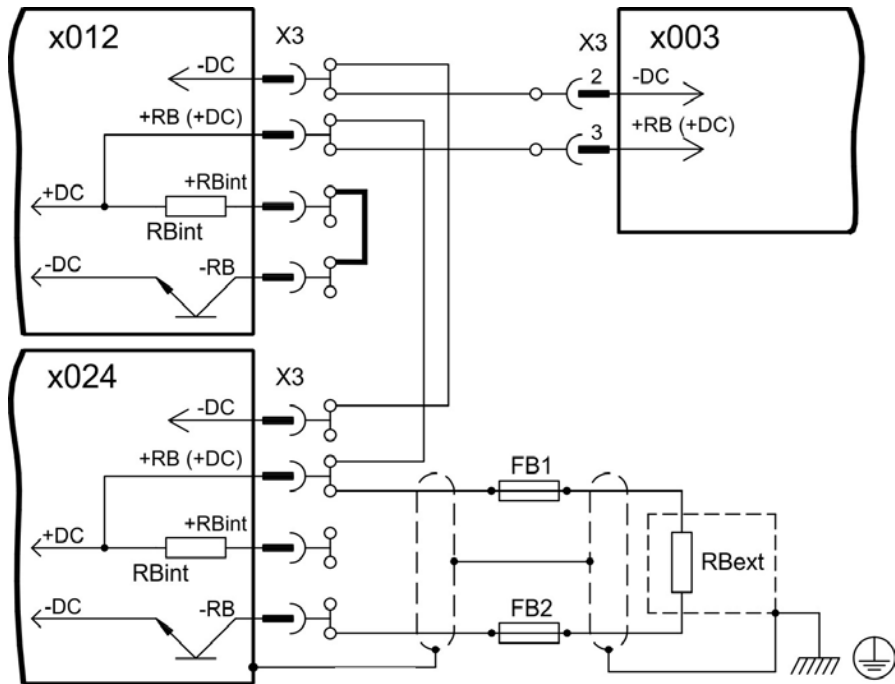 x012
X3
-DC
+RB (+DC)
+DC
+RBint
RBint
-DC
-RB
X3
x003
2
-DC
3
+RB (+DC)
x024
X3
-DC
+RB (+DC)
+DC
+RBint
RBint
-DC
-RB
FB1
FB2
RBext